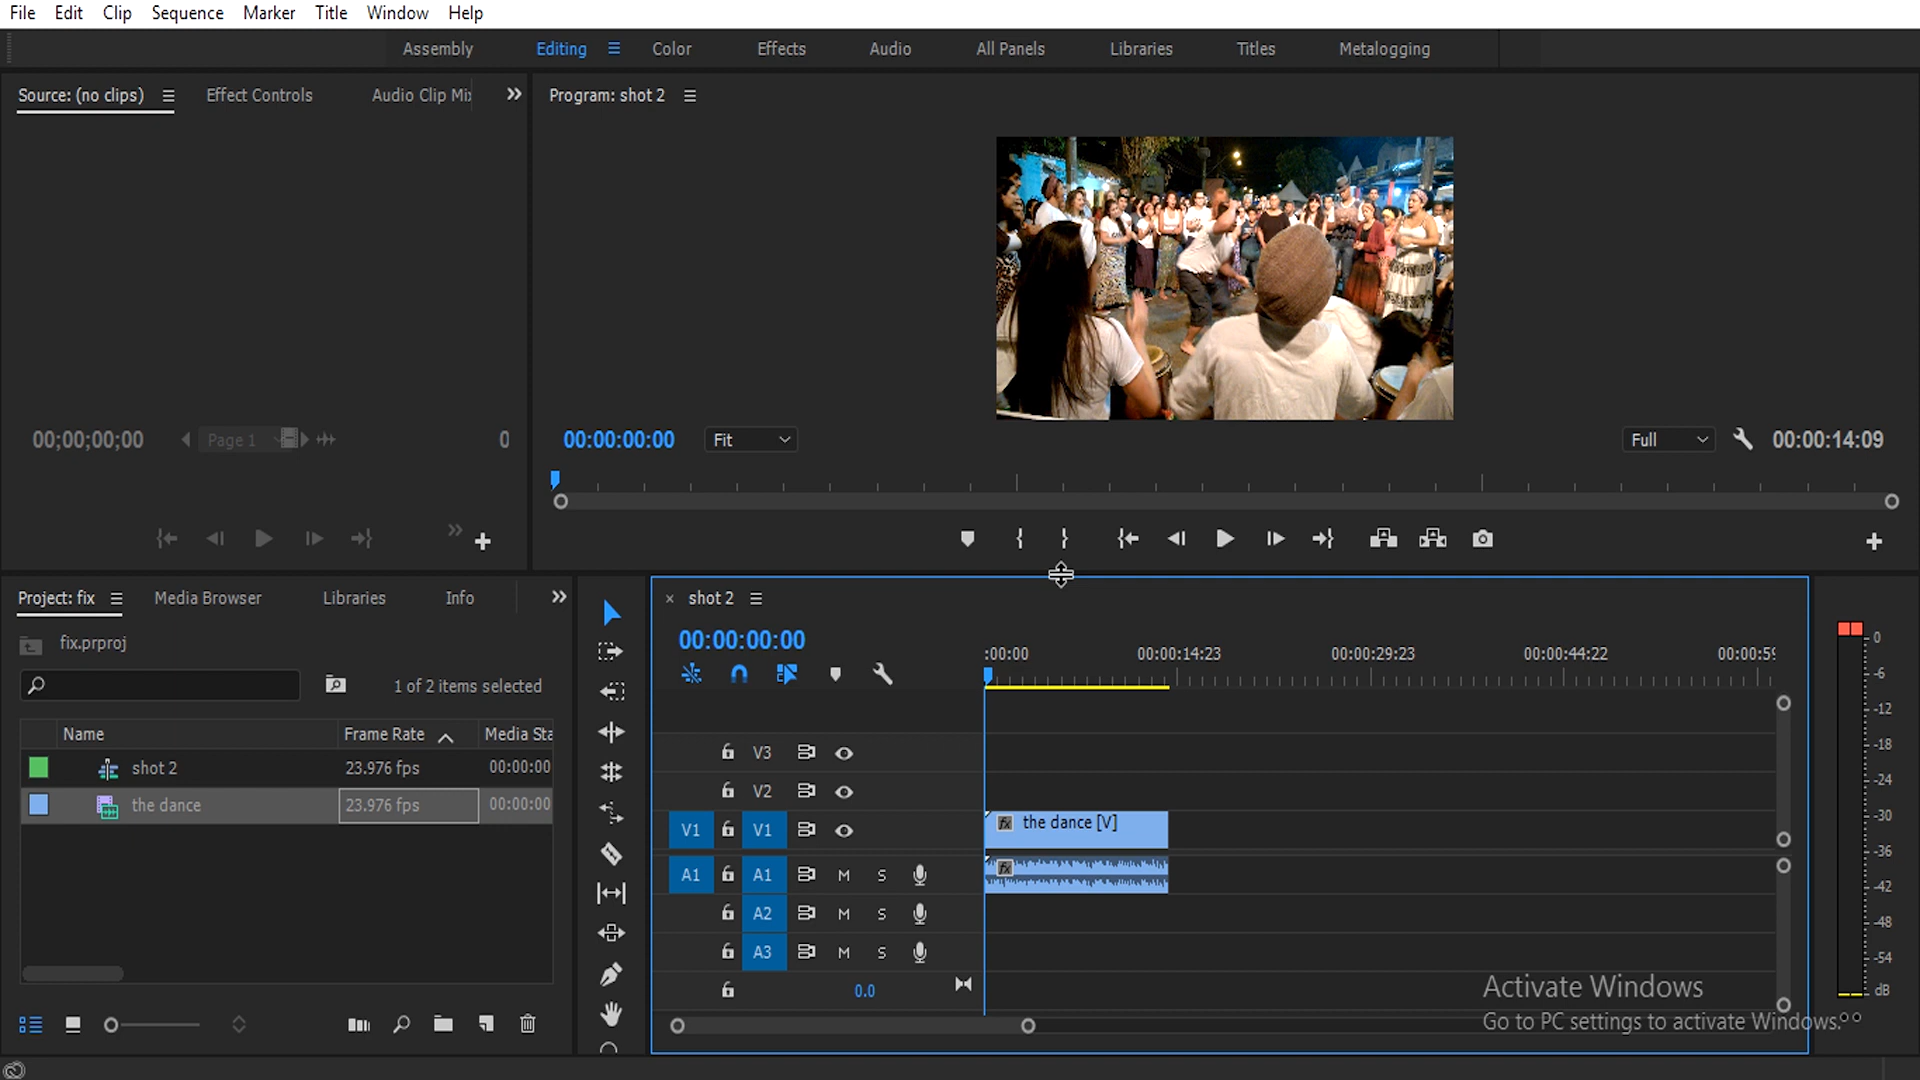 File Edit Clip Sequence Marker Title Window Help
Assembly Editing Color Effects Audio All Panels Libraries Titles Metalogging
Source: (no clips) Effect Controls Audio Clip Mix
Program: shot 2
00;00;00;00 Page 1 0
00:00:00:00 Fit Full 00:00:14:09
Project: fix Media Browser Libraries Info
fix.prproj
1 of 2 items selected
Name Frame Rate Media Sta
shot 2 23.976 fps 00:00:00
the dance 23.976 fps 00:00:00
× shot 2
00:00:00:00
:00:00 00:00:14:23 00:00:29:23 00:00:44:22 00:00:59
V3
V2
V1 V1 fx the dance [V]
A1 A1 M S fx
A2 M S
A3 M S
0.0
0
-6
-12
-18
-24
-30
-36
-42
-48
-54
dB
Activate Windows
Go to PC settings to activate Windows.